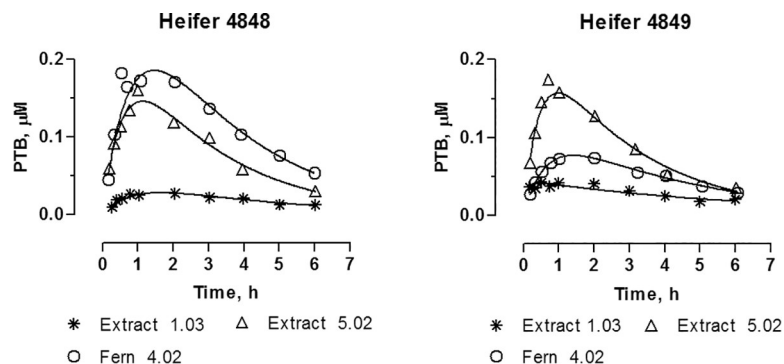 Heifer 4848
0.2
0.1
0.0
PTB, μM
0 1 2 3 4 5 6 7
Time, h
Extract 1.03 Extract 5.02
Fern 4.02
Heifer 4849
0.2
0.1
0.0
PTB, μM
0 1 2 3 4 5 6 7
Time, h
Extract 1.03 Extract 5.02
Fern 4.02